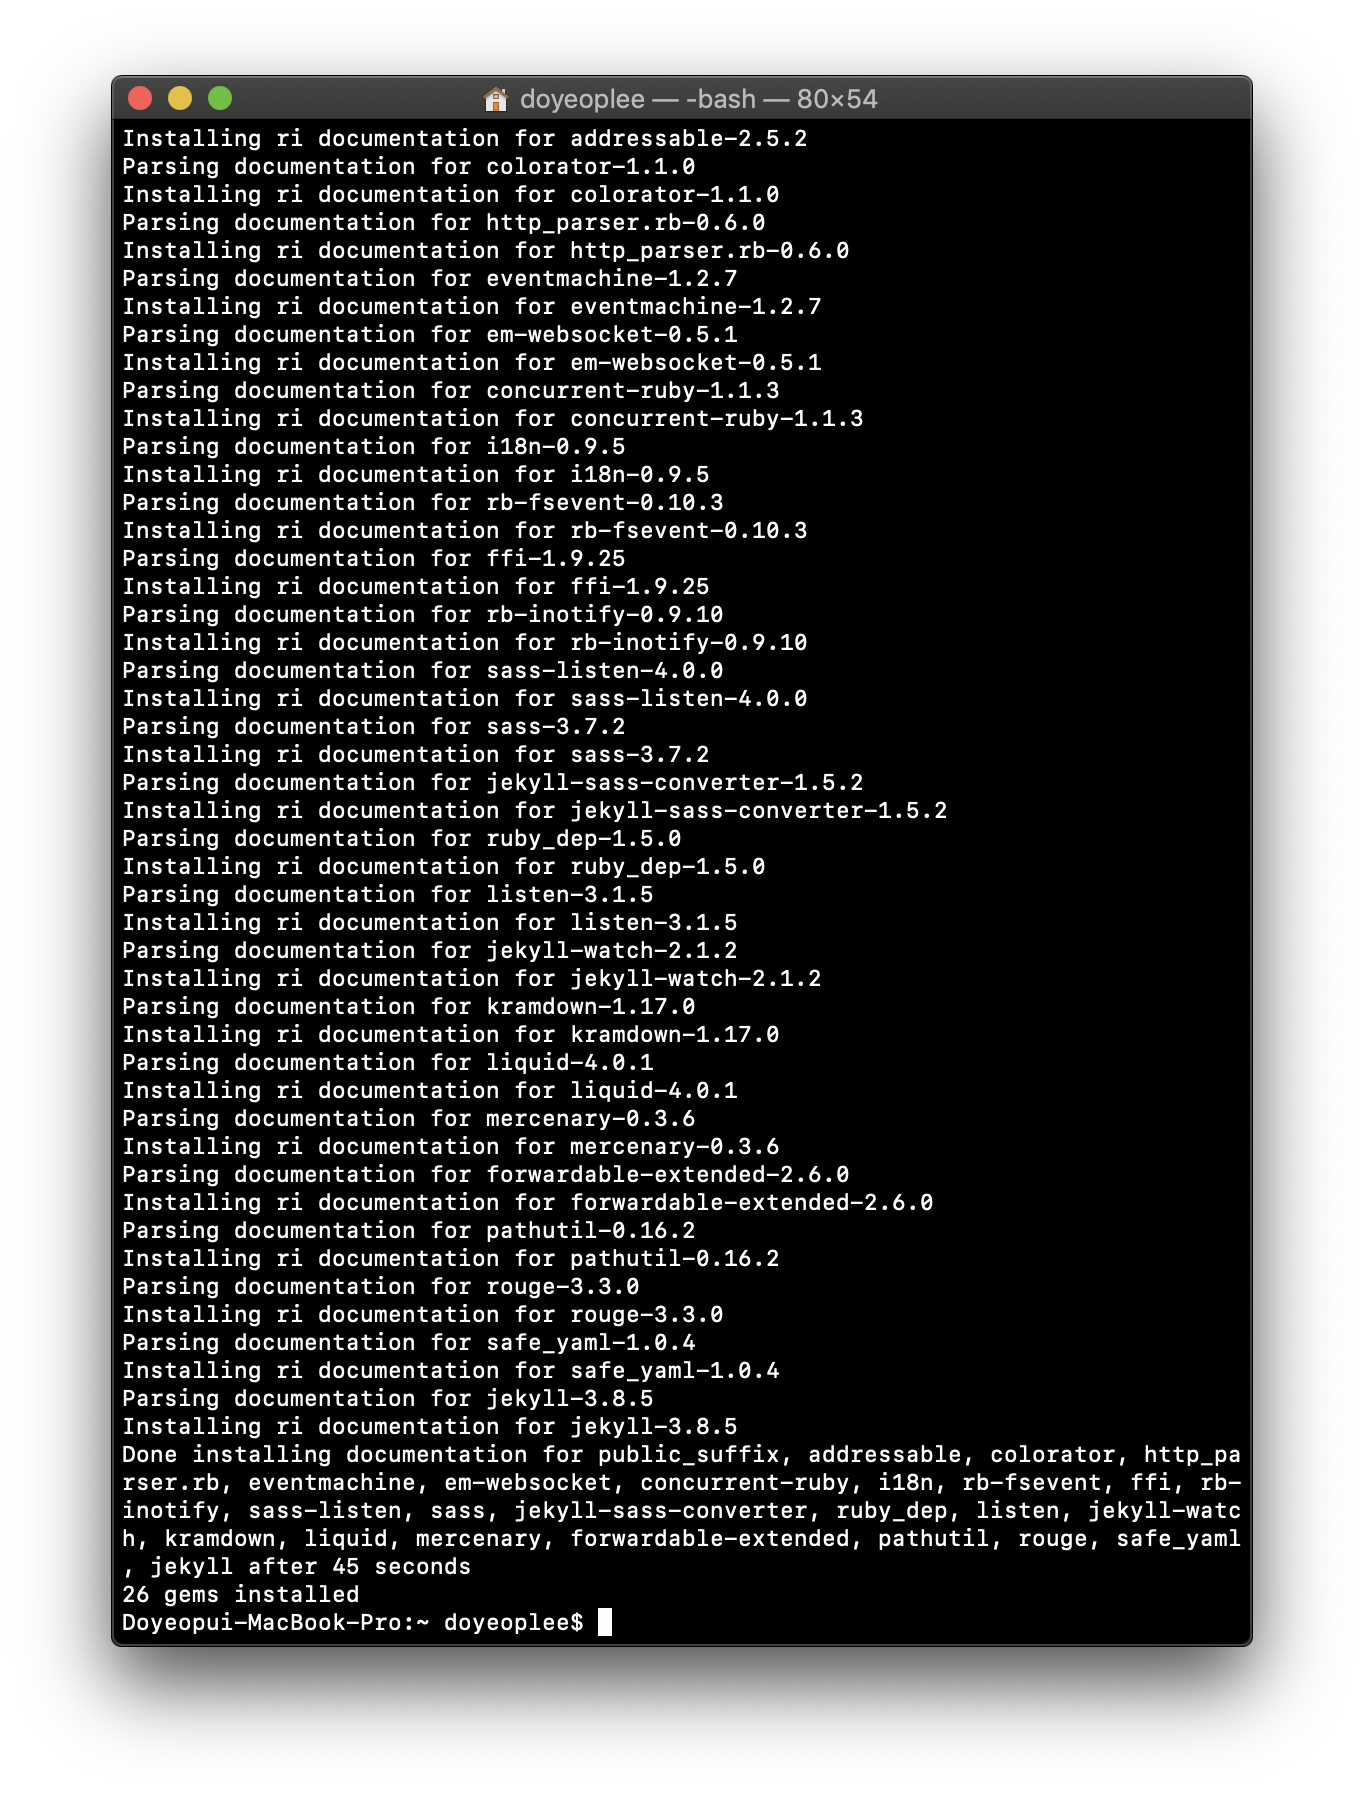 doyeoplee — -bash — 80×54
Installing ri documentation for addressable-2.5.2
Parsing documentation for colorator-1.1.0
Installing ri documentation for colorator-1.1.0
Parsing documentation for http_parser.rb-0.6.0
Installing ri documentation for http_parser.rb-0.6.0
Parsing documentation for eventmachine-1.2.7
Installing ri documentation for eventmachine-1.2.7
Parsing documentation for em-websocket-0.5.1
Installing ri documentation for em-websocket-0.5.1
Parsing documentation for concurrent-ruby-1.1.3
Installing ri documentation for concurrent-ruby-1.1.3
Parsing documentation for i18n-0.9.5
Installing ri documentation for i18n-0.9.5
Parsing documentation for rb-fsevent-0.10.3
Installing ri documentation for rb-fsevent-0.10.3
Parsing documentation for ffi-1.9.25
Installing ri documentation for ffi-1.9.25
Parsing documentation for rb-inotify-0.9.10
Installing ri documentation for rb-inotify-0.9.10
Parsing documentation for sass-listen-4.0.0
Installing ri documentation for sass-listen-4.0.0
Parsing documentation for sass-3.7.2
Installing ri documentation for sass-3.7.2
Parsing documentation for jekyll-sass-converter-1.5.2
Installing ri documentation for jekyll-sass-converter-1.5.2
Parsing documentation for ruby_dep-1.5.0
Installing ri documentation for ruby_dep-1.5.0
Parsing documentation for listen-3.1.5
Installing ri documentation for listen-3.1.5
Parsing documentation for jekyll-watch-2.1.2
Installing ri documentation for jekyll-watch-2.1.2
Parsing documentation for kramdown-1.17.0
Installing ri documentation for kramdown-1.17.0
Parsing documentation for liquid-4.0.1
Installing ri documentation for liquid-4.0.1
Parsing documentation for mercenary-0.3.6
Installing ri documentation for mercenary-0.3.6
Parsing documentation for forwardable-extended-2.6.0
Installing ri documentation for forwardable-extended-2.6.0
Parsing documentation for pathutil-0.16.2
Installing ri documentation for pathutil-0.16.2
Parsing documentation for rouge-3.3.0
Installing ri documentation for rouge-3.3.0
Parsing documentation for safe_yaml-1.0.4
Installing ri documentation for safe_yaml-1.0.4
Parsing documentation for jekyll-3.8.5
Installing ri documentation for jekyll-3.8.5
Done installing documentation for public_suffix, addressable, colorator, http_pa
rser.rb, eventmachine, em-websocket, concurrent-ruby, i18n, rb-fsevent, ffi, rb-
inotify, sass-listen, sass, jekyll-sass-converter, ruby_dep, listen, jekyll-watc
h, kramdown, liquid, mercenary, forwardable-extended, pathutil, rouge, safe_yaml
, jekyll after 45 seconds
26 gems installed
Doyeopui-MacBook-Pro:~ doyeoplee$